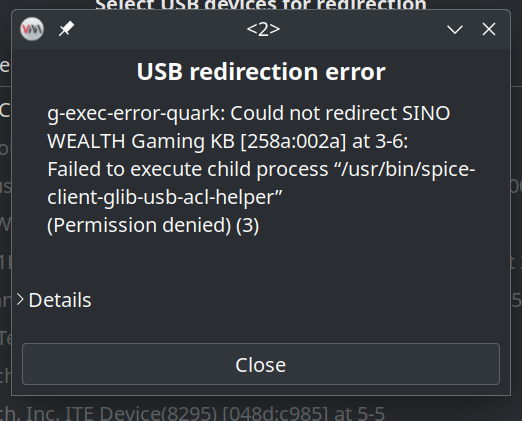 Select USB devices for redirection
<2>
USB redirection error
g-exec-error-quark: Could not redirect SINO
WEALTH Gaming KB [258a:002a] at 3-6:
Failed to execute child process “/usr/bin/spice-
client-glib-usb-acl-helper”
(Permission denied) (3)
Details
Close
Inc. ITE Device(8295) [048d:c985] at 5-5